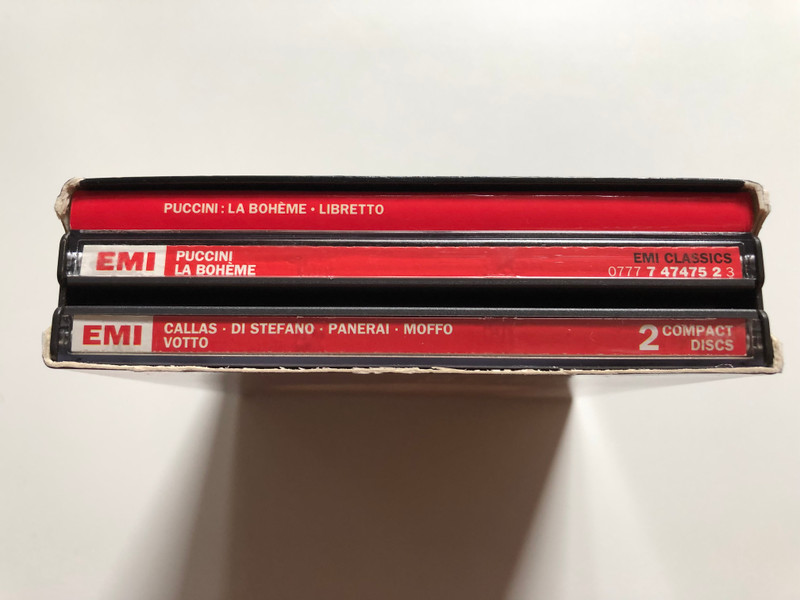 PUCCINI: LA BOHÈME · LIBRETTO
EMI
PUCCINI
LA BOHÈME
EMI CLASSICS
0777 7 47475 2 3
EMI
CALLAS · DI STEFANO · PANERAI · MOFFO
VOTTO
2 COMPACT
DISCS